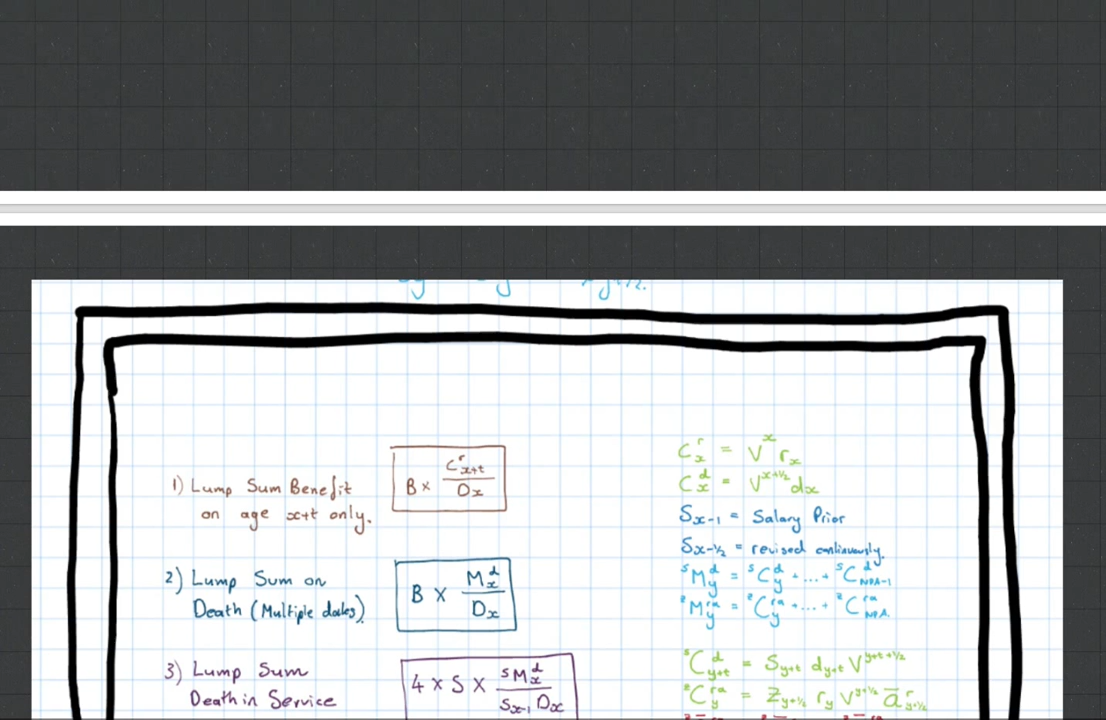 1) Lump Sum Benefit
on age x+t only.
B × C^r_{x+t} / D_x
2) Lump Sum on
Death (Multiple dates)
B × M^d_x / D_x
3) Lump Sum
Death in Service
4 × S × ^sM^d_x / S_{x-1} D_x
C^r_x = V^x r_x
C^d_x = V^{x+1/2} d_x
S_{x-1} = Salary Prior
S_{x-1/2} = revised continuously.
^sM^d_y = ^sC^d_y + ... + ^sC^d_{NPA-1}
^zM^{ra}_y = ^zC^{ra}_y + ... + ^zC^{ra}_{NPA}
^sC^d_{y+t} = S_{y+t} d_{y+t} V^{y+t+1/2}
^zC^{ra}_y = Z_{y+1/2} r_y V^{y+1/2} ā^r_{y+1/2}